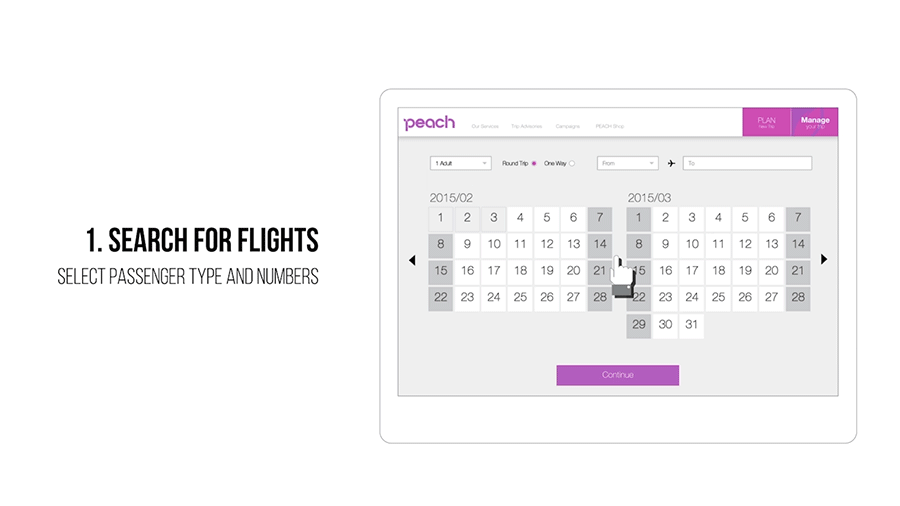 1. SEARCH FOR FLIGHTS
SELECT PASSENGER TYPE AND NUMBERS
peach
Our Services Trip Advisories Campaigns PEACH Shop
PLAN
New Trip
Manage
your trip
1 Adult
Round Trip
One Way
From
To
2015/02
1 2 3 4 5 6 7
8 9 10 11 12 13 14
15 16 17 18 19 20 21
22 23 24 25 26 27 28
2015/03
1 2 3 4 5 6 7
8 9 10 11 12 13 14
15 16 17 18 19 20 21
22 23 24 25 26 27 28
29 30 31
Continue